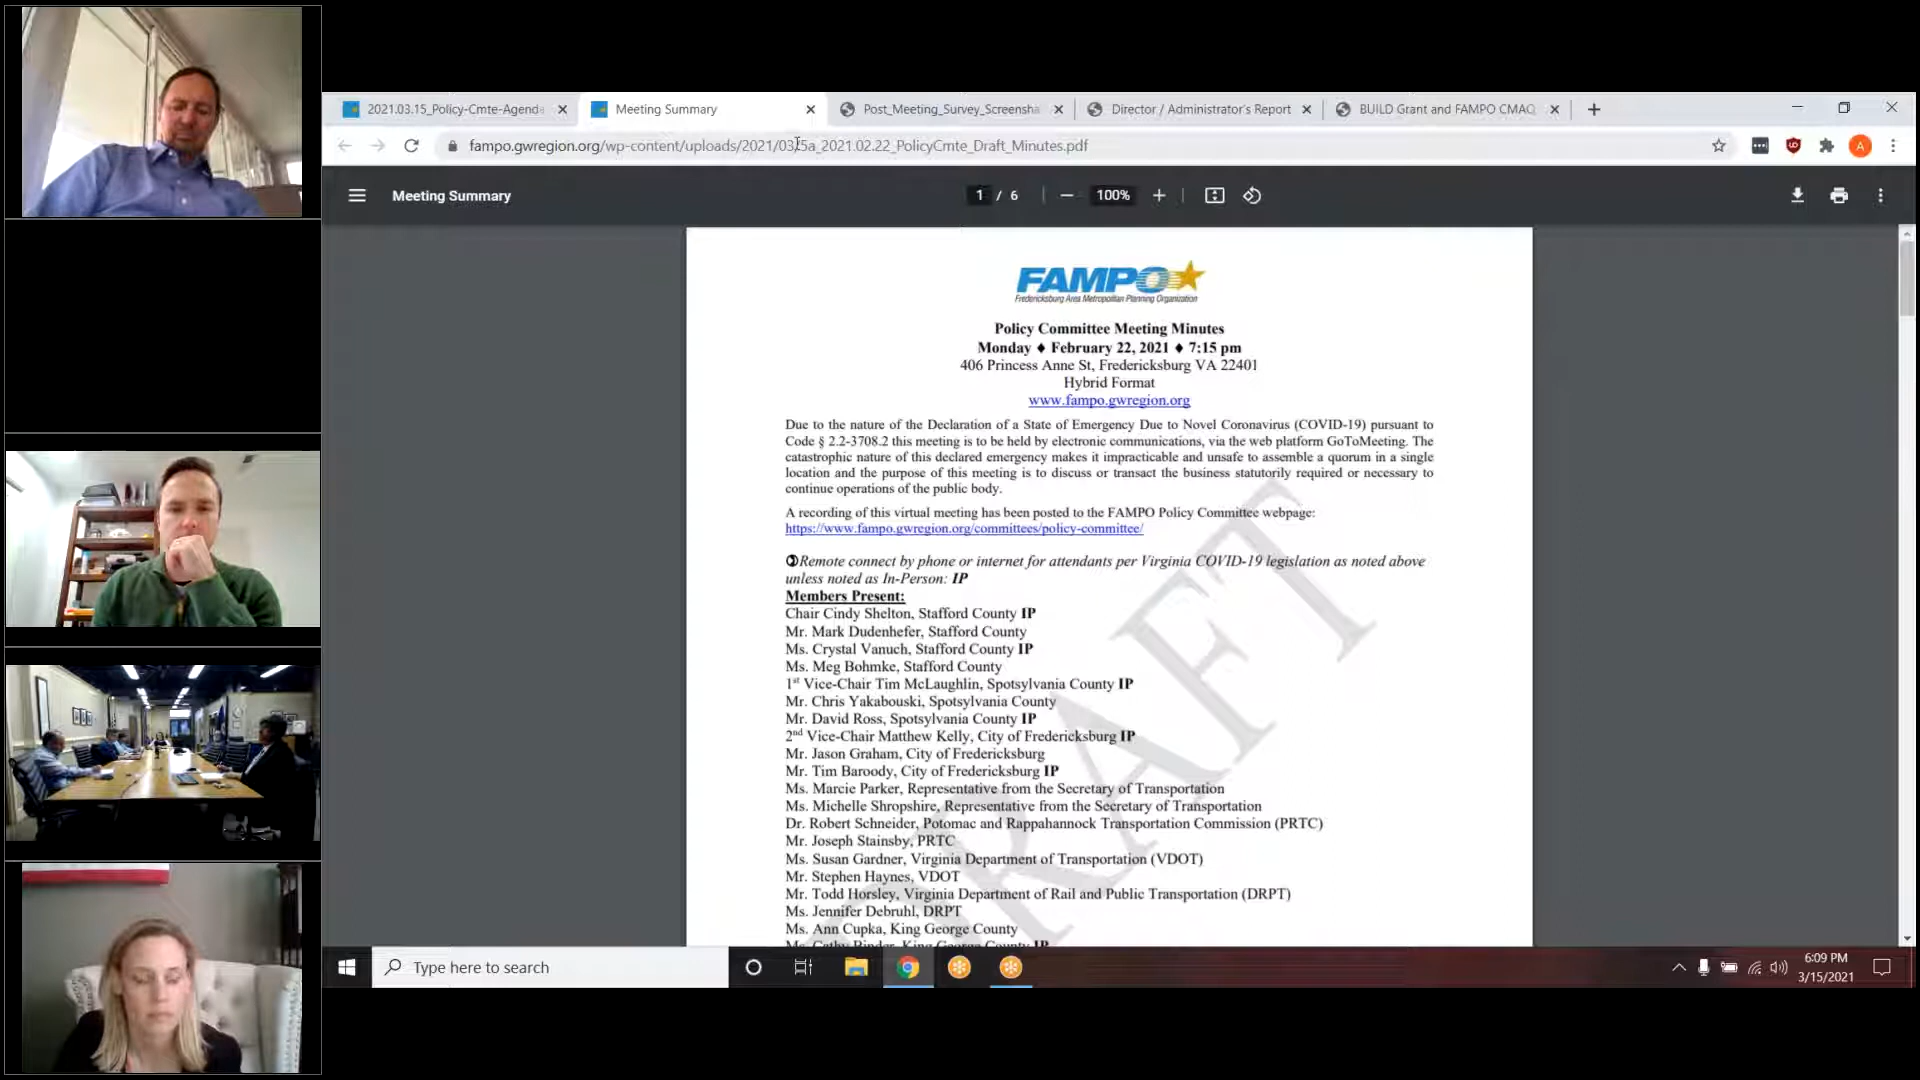 2021.03.15_Policy-Cmte-Agenda
Meeting Summary
Post_Meeting_Survey_Screensha
Director / Administrator's Report
BUILD Grant and FAMPO CMAQ
fampo.gwregion.org/wp-content/uploads/2021/03/5a_2021.02.22_PolicyCmte_Draft_Minutes.pdf
Meeting Summary
1 / 6
100%
FAMPO
Fredericksburg Area Metropolitan Planning Organization
Policy Committee Meeting Minutes
Monday ♦ February 22, 2021 ♦ 7:15 pm
406 Princess Anne St, Fredericksburg VA 22401
Hybrid Format
www.fampo.gwregion.org
Due to the nature of the Declaration of a State of Emergency Due to Novel Coronavirus (COVID-19) pursuant to
Code § 2.2-3708.2 this meeting is to be held by electronic communications, via the web platform GoToMeeting. The
catastrophic nature of this declared emergency makes it impracticable and unsafe to assemble a quorum in a single
location and the purpose of this meeting is to discuss or transact the business statutorily required or necessary to
continue operations of the public body.
A recording of this virtual meeting has been posted to the FAMPO Policy Committee webpage:
https://www.fampo.gwregion.org/committees/policy-committee/
Remote connect by phone or internet for attendants per Virginia COVID-19 legislation as noted above
unless noted as In-Person: IP
Members Present:
Chair Cindy Shelton, Stafford County IP
Mr. Mark Dudenhefer, Stafford County
Ms. Crystal Vanuch, Stafford County IP
Ms. Meg Bohmke, Stafford County
1st Vice-Chair Tim McLaughlin, Spotsylvania County IP
Mr. Chris Yakabouski, Spotsylvania County
Mr. David Ross, Spotsylvania County IP
2nd Vice-Chair Matthew Kelly, City of Fredericksburg IP
Mr. Jason Graham, City of Fredericksburg
Mr. Tim Baroody, City of Fredericksburg IP
Ms. Marcie Parker, Representative from the Secretary of Transportation
Ms. Michelle Shropshire, Representative from the Secretary of Transportation
Dr. Robert Schneider, Potomac and Rappahannock Transportation Commission (PRTC)
Mr. Joseph Stainsby, PRTC
Ms. Susan Gardner, Virginia Department of Transportation (VDOT)
Mr. Stephen Haynes, VDOT
Mr. Todd Horsley, Virginia Department of Rail and Public Transportation (DRPT)
Ms. Jennifer Debruhl, DRPT
Ms. Ann Cupka, King George County
Ms. Cathy Binder, King George County IP
DRAFT
Type here to search
6:09 PM
3/15/2021